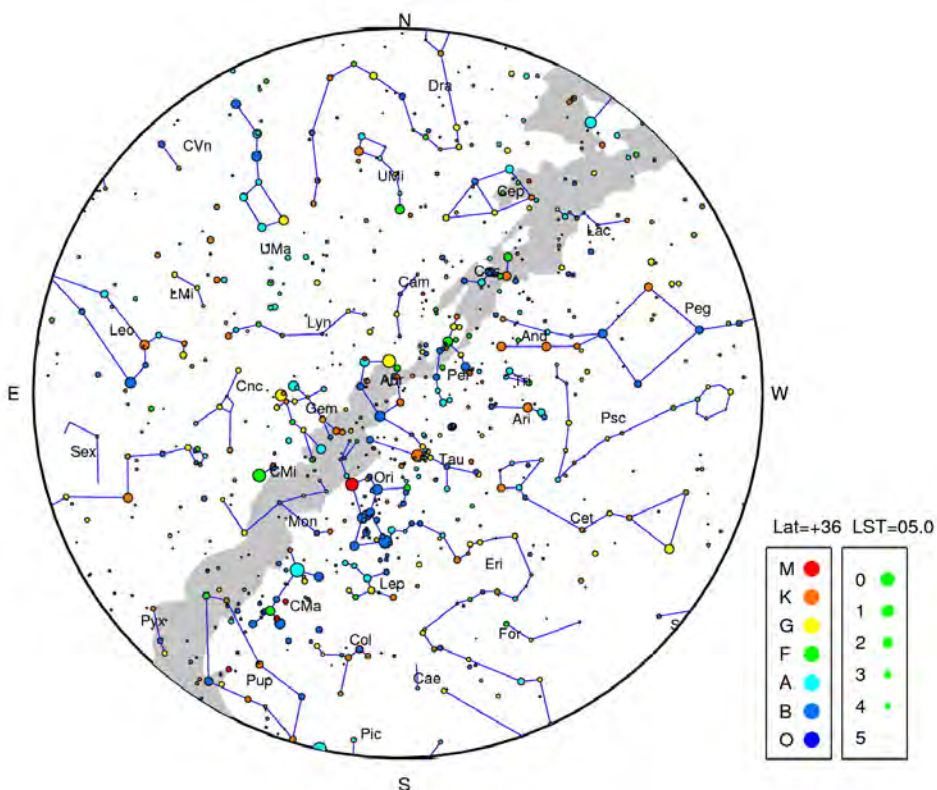 N
Dra
CVn
UMi
Cep
Lac
UMa
Cas
Cam
LMi
Peg
Lyn
Leo
And
Per
Aur
Tri
Cnc
E
W
Gem
Ari
Psc
Sex
Tau
CMi
Ori
Mon
Cet
Eri
Lep
CMa
Pyx
For
S
Col
Pup
Cae
Pic
S
Lat=+36 LST=05.0
M
K
G
F
A
B
O
0
1
2
3
4
5